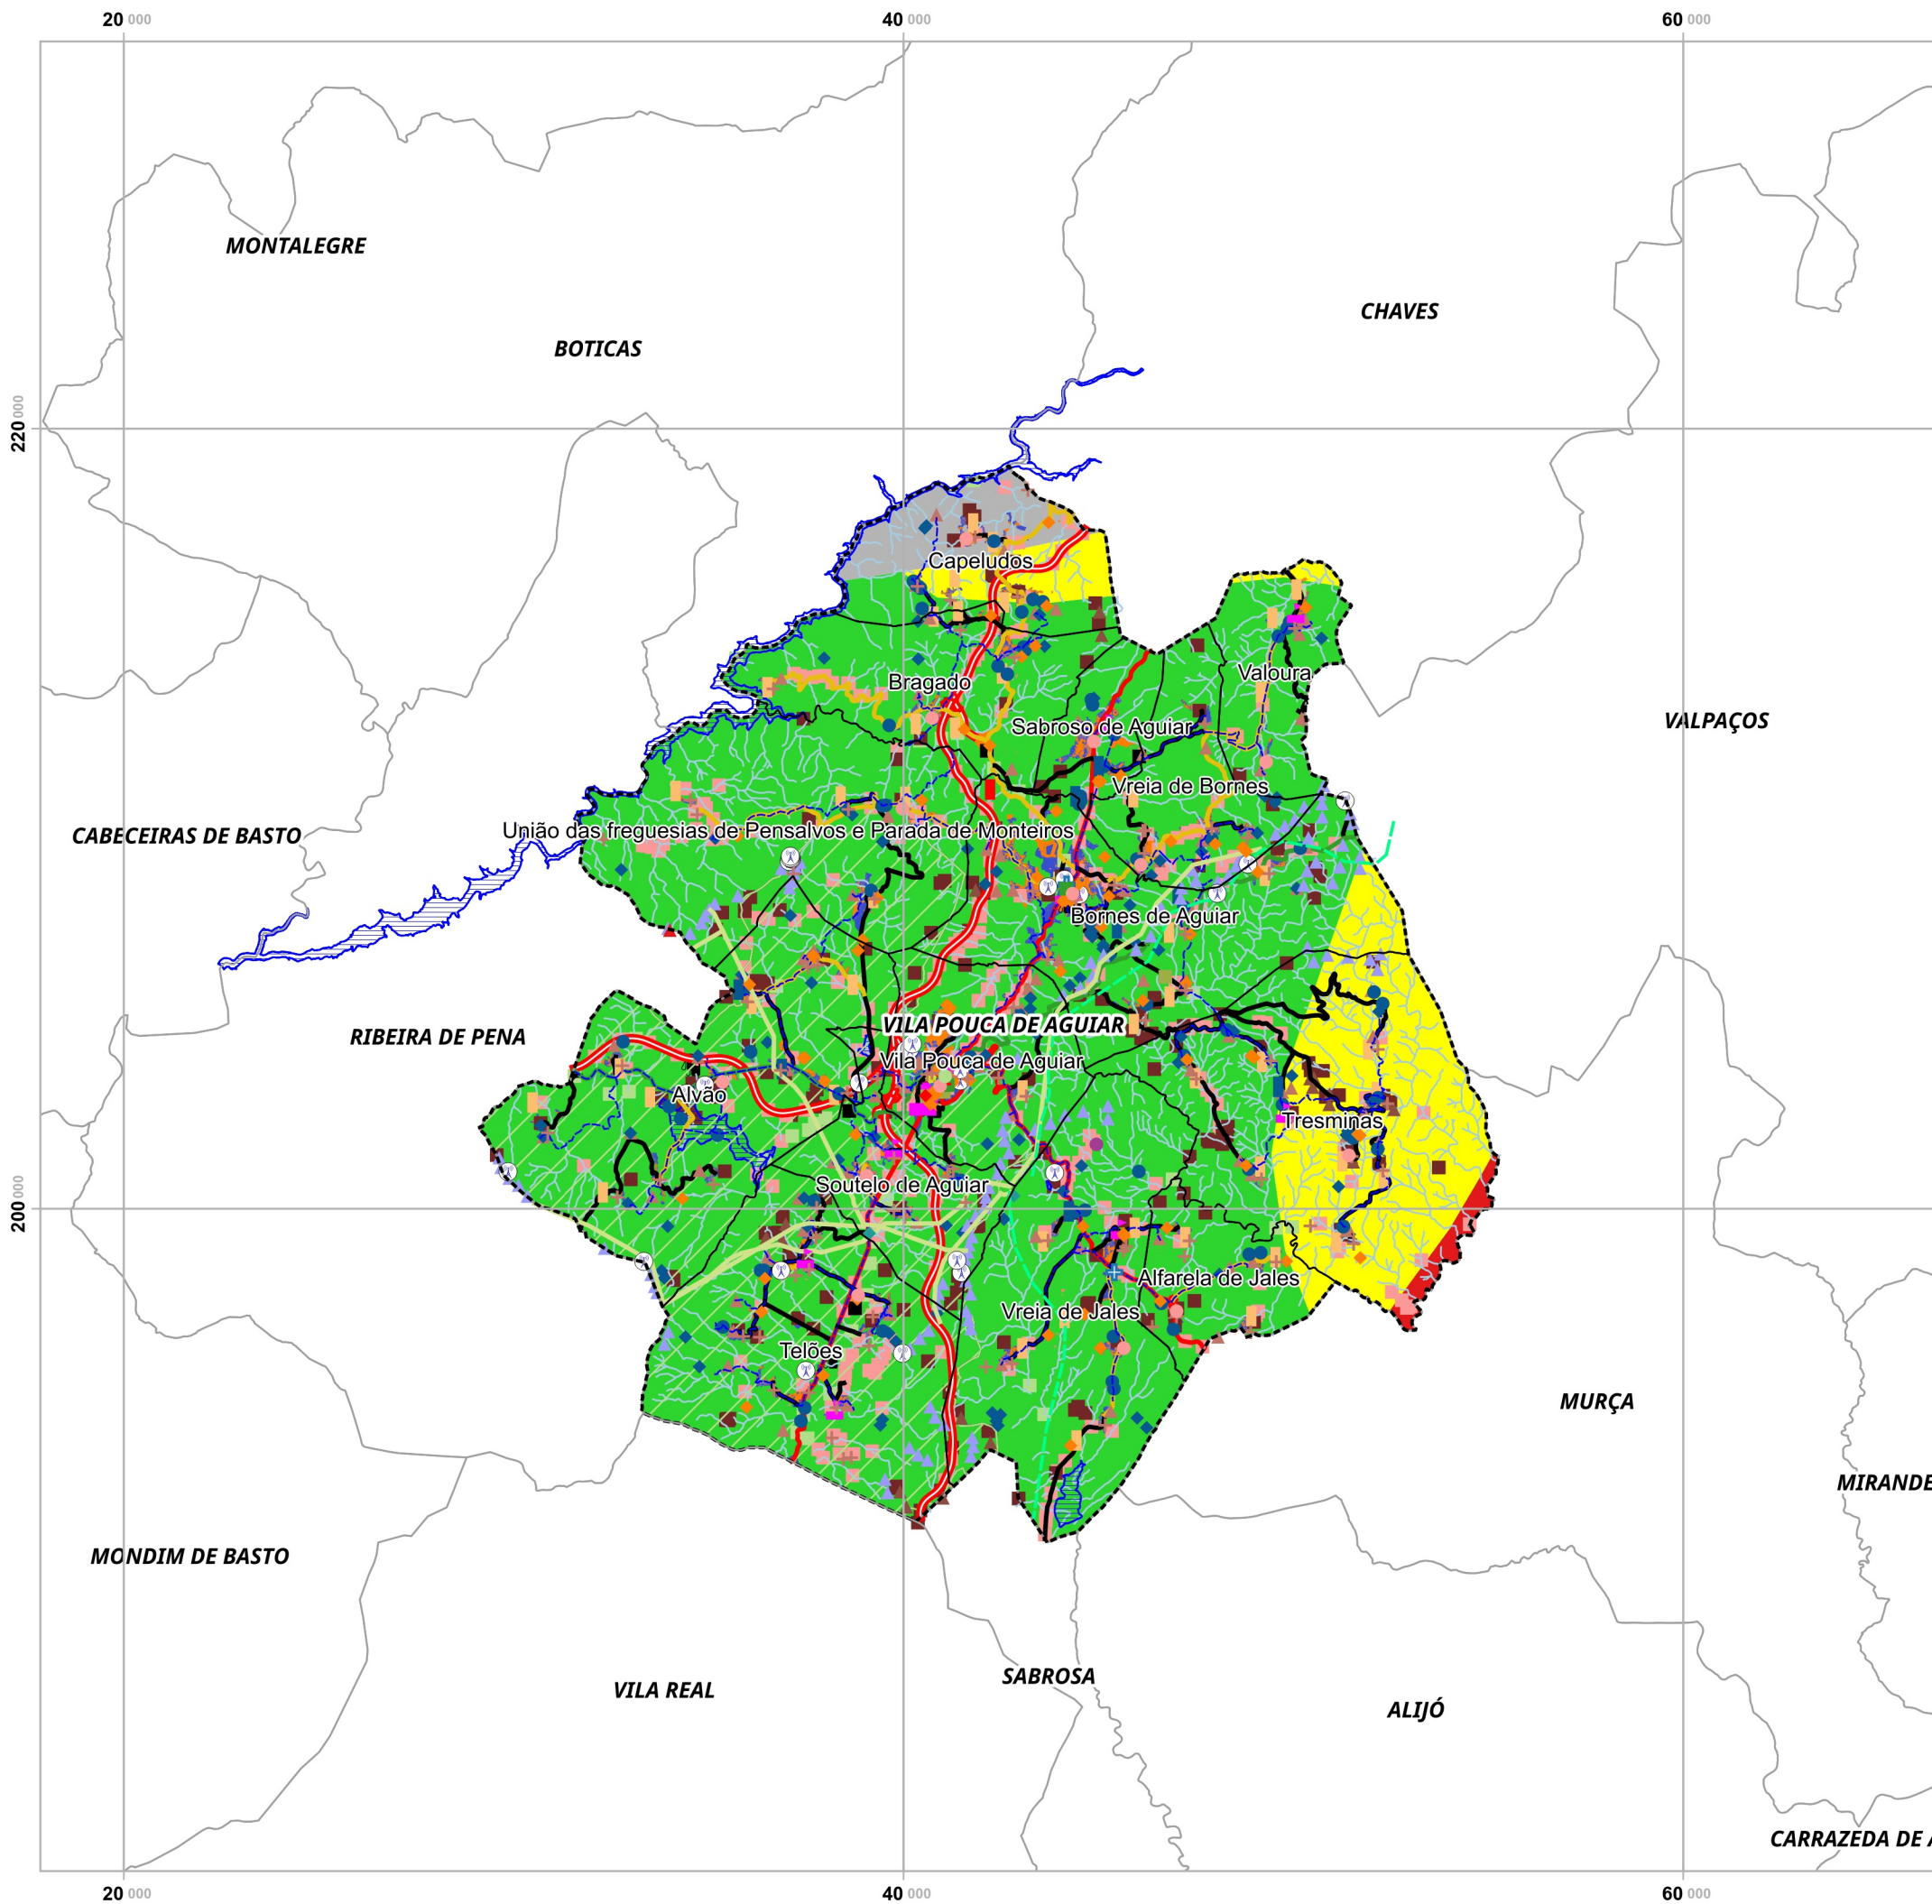 20 000
40 000
60 000
MONTALEGRE
CHAVES
BOTICAS
220 000
Capeludos
Valoura
Bragado
VALPAÇOS
Sabroso de Aguiar
Vreia de Bornes
CABECEIRAS DE BASTO
União das freguesias de Pensalvos e Parada de Monteiros
Bornes de Aguiar
VILA POUCA DE AGUIAR
RIBEIRA DE PENA
Vila Pouca de Aguiar
Alvão
Tresminas
Soutelo de Aguiar
200 000
Alfarela de Jales
Vreia de Jales
Telões
MURÇA
MIRANDE
MONDIM DE BASTO
SABROSA
VILA REAL
ALIJÓ
CARRAZEDA DE
20 000
40 000
60 000